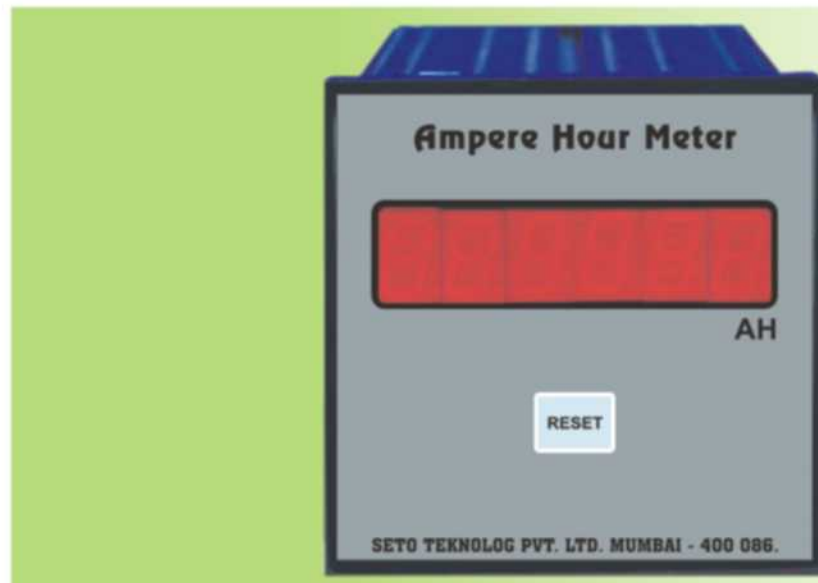 Ampere Hour Meter
AH
RESET
SETO TEKNOLOG PVT. LTD. MUMBAI - 400 086.